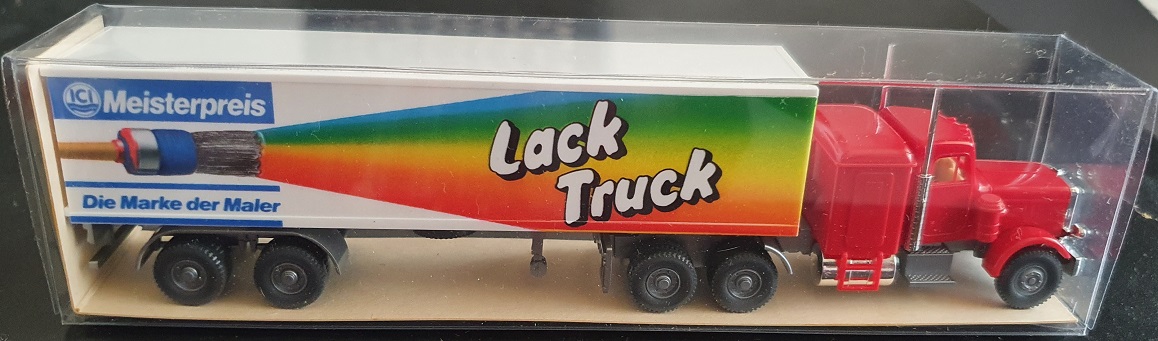 ICI Meisterpreis
Lack
Truck
Die Marke der Maler